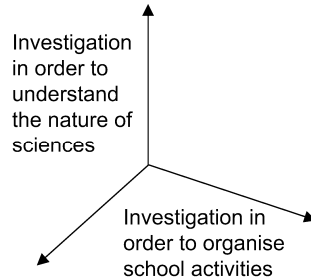 Investigation
in order to
understand
the nature of
sciences
Investigation in
order to organise
school activities